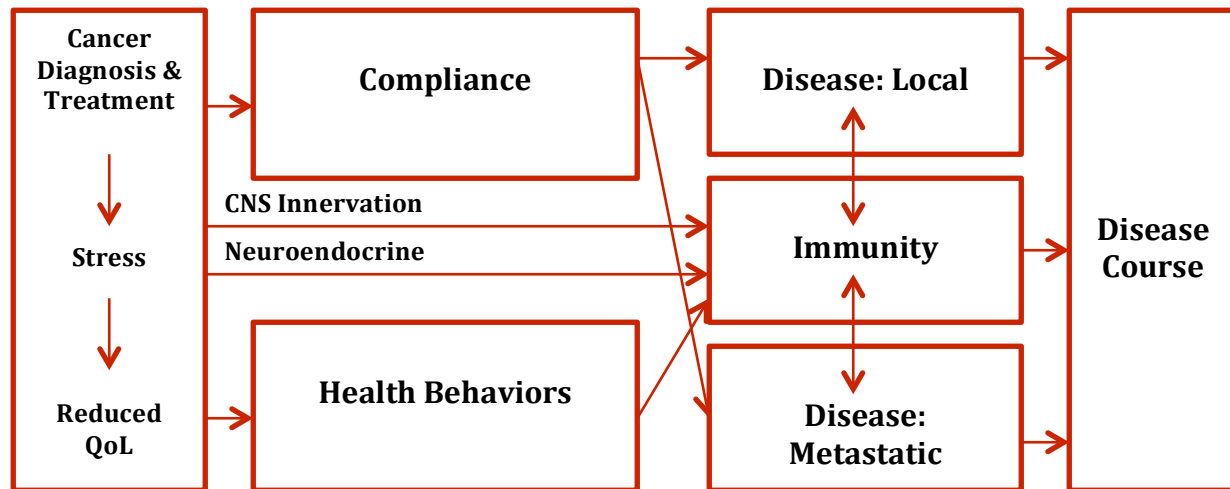 Cancer
Diagnosis &
Treatment
Stress
Reduced
QoL
Compliance
CNS Innervation
Neuroendocrine
Health Behaviors
Disease: Local
Immunity
Disease:
Metastatic
Disease
Course